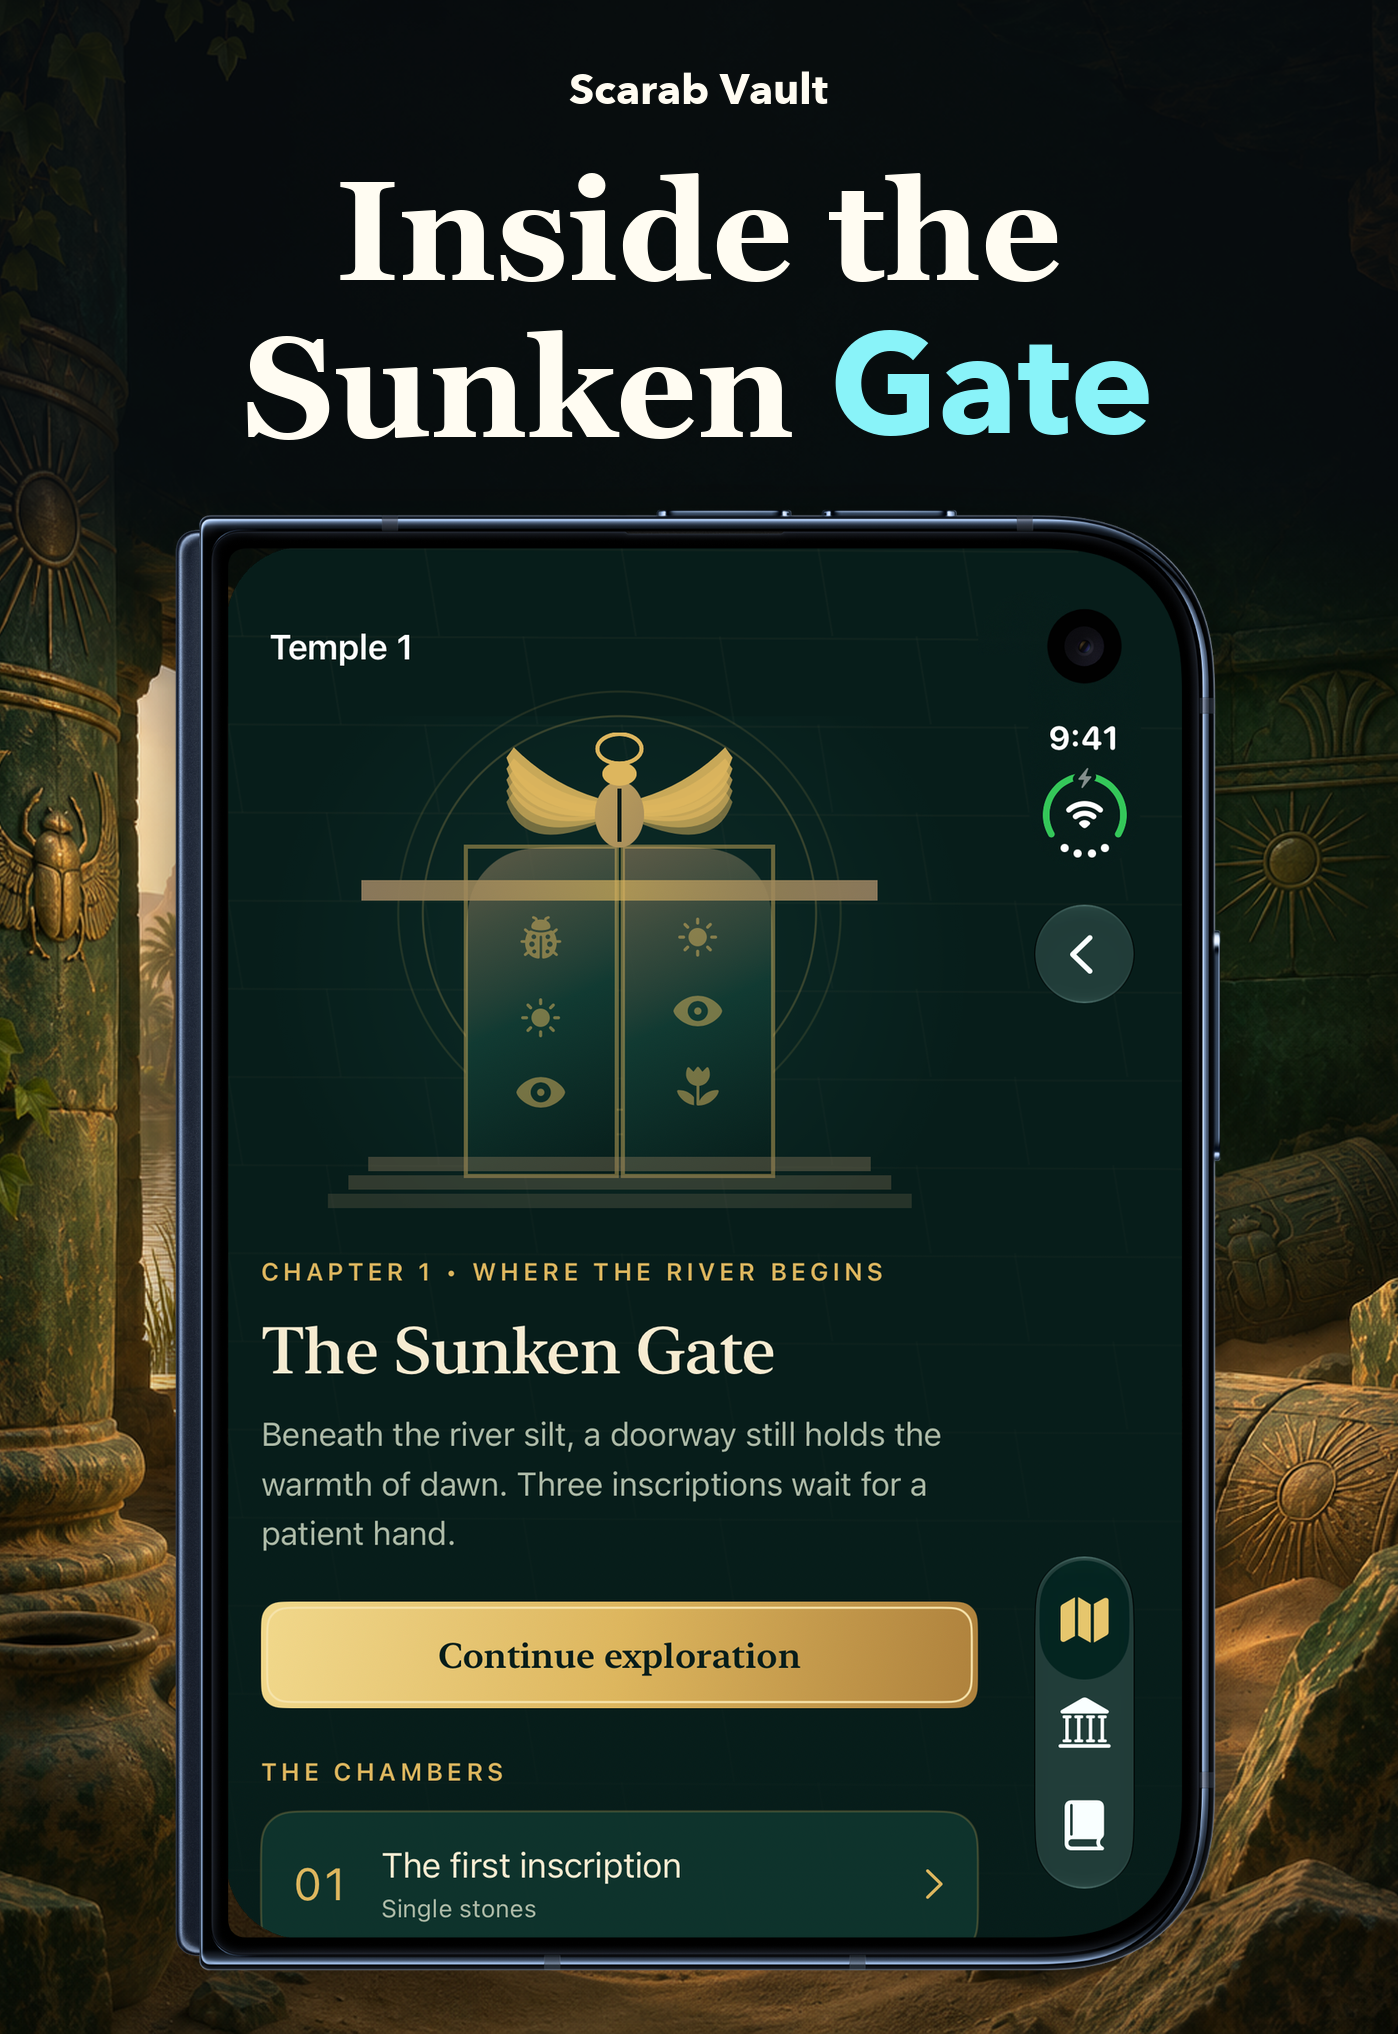 Scarab Vault
Inside the
Sunken Gate
Temple 1
9:41
CHAPTER 1 • WHERE THE RIVER BEGINS
The Sunken Gate
Beneath the river silt, a doorway still holds the
warmth of dawn. Three inscriptions wait for a
patient hand.
Continue exploration
THE CHAMBERS
01
The first inscription
Single stones